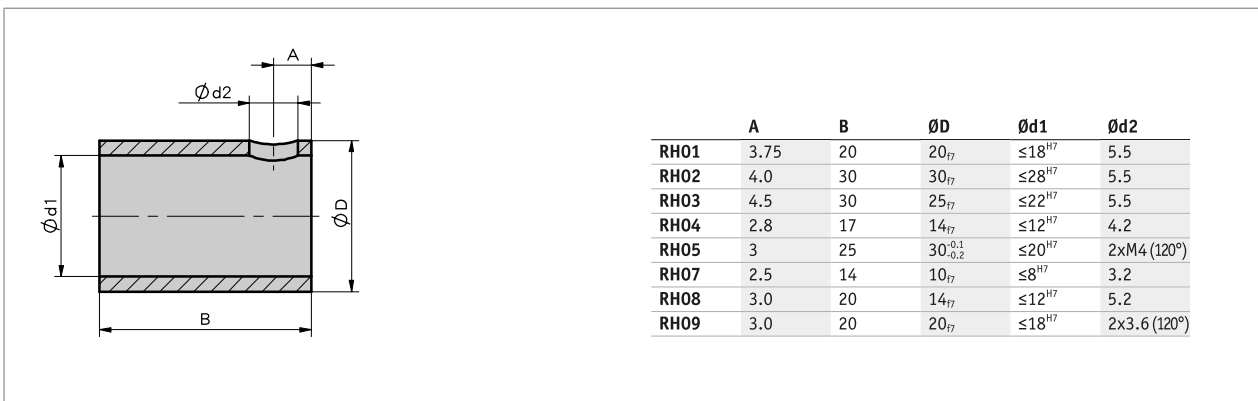 A
Ød2
Ød1
ØD
B
A B ØD Ød1 Ød2
RH01 3.75 20 20f7 ≤18H7 5.5
RH02 4.0 30 30f7 ≤28H7 5.5
RH03 4.5 30 25f7 ≤22H7 5.5
RH04 2.8 17 14f7 ≤12H7 4.2
RH05 3 25 30-0.1-0.2 ≤20H7 2xM4 (120°)
RH07 2.5 14 10f7 ≤8H7 3.2
RH08 3.0 20 14f7 ≤12H7 5.2
RH09 3.0 20 20f7 ≤18H7 2x3.6 (120°)